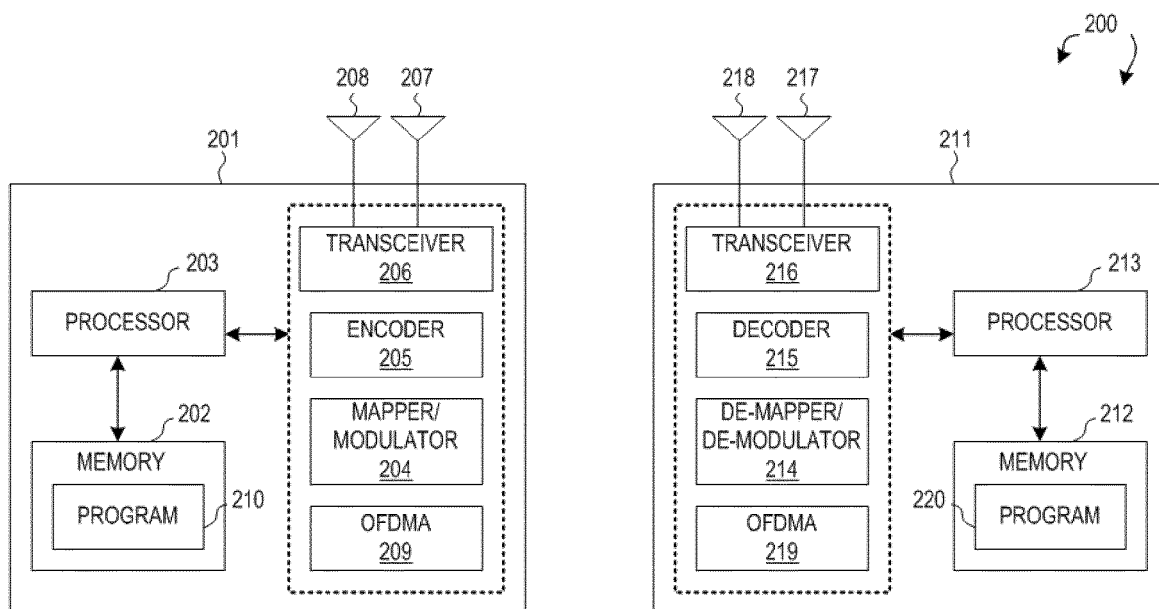 200
208 207
218 217
201
211
TRANSCEIVER
206
TRANSCEIVER
216
203
213
PROCESSOR
ENCODER
205
DECODER
215
PROCESSOR
202
MAPPER/
MODULATOR
204
DE-MAPPER/
DE-MODULATOR
214
212
MEMORY
MEMORY
210
PROGRAM
OFDMA
209
OFDMA
219
220
PROGRAM